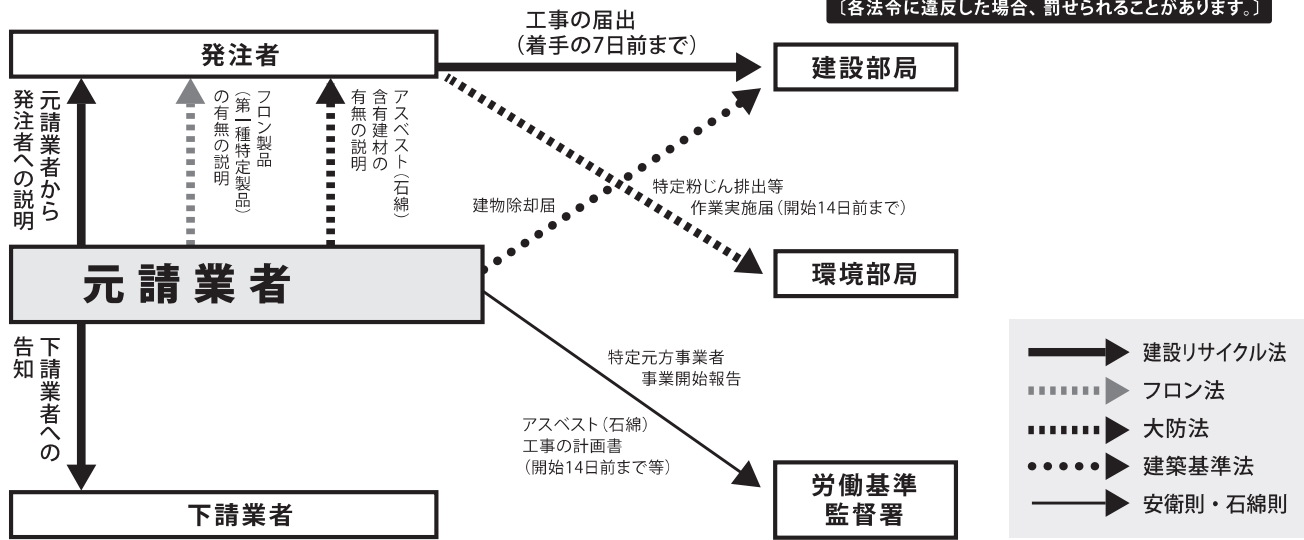 〔各法令に違反した場合、罰せられることがあります。〕
工事の届出
（着手の7日前まで）
発注者
建設部局
元請業者から
発注者への説明
フロン製品
（第一種特定製品）
の有無の説明
アスベスト（石綿）
含有建材の
有無の説明
建物除却届
特定粉じん排出等
作業実施届（開始14日前まで）
元請業者
環境部局
下請業者への
告知
特定元方事業者
事業開始報告
アスベスト（石綿）
工事の計画書
（開始14日前まで等）
下請業者
労働基準
監督署
建設リサイクル法
フロン法
大防法
建築基準法
安衛則・石綿則